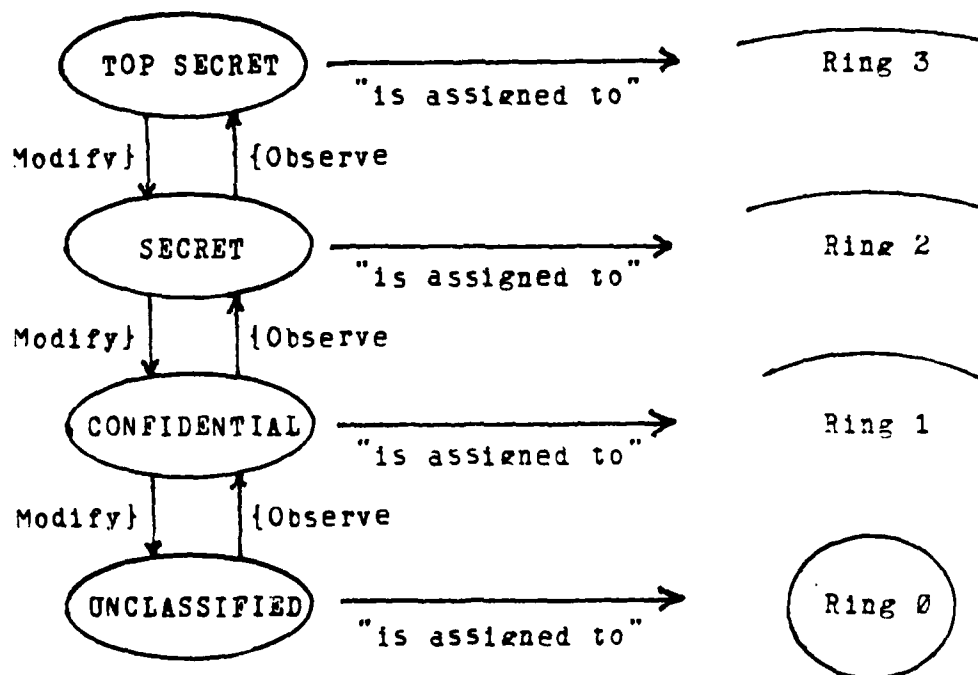 TOP SECRET
"is assigned to"
Ring 3
Modify}
{Observe
SECRET
"is assigned to"
Ring 2
Modify}
{Observe
CONFIDENTIAL
"is assigned to"
Ring 1
Modify}
{Observe
UNCLASSIFIED
"is assigned to"
Ring 0